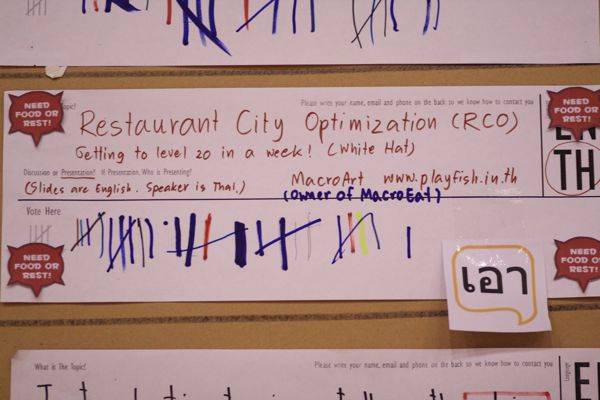 NEED FOOD OR REST!
Topic?
Please write your name, email and phone on the back so we know how to contact you
NEED FOOD OR REST!
Restaurant City Optimization (RCO)
Getting to level 20 in a week! (White Hat)
TH
Discussion or Presentation? If Presentation, Who is Presenting?
(Slides are English. Speaker is Thai.)
MacroArt www.playfish.in.th
(Owner of MacroEat)
Vote Here
NEED FOOD OR REST!
NEED FOOD OR REST!
เอา
What is The Topic?
Please write your name, email and phone on the back so we know how to contact you
Language